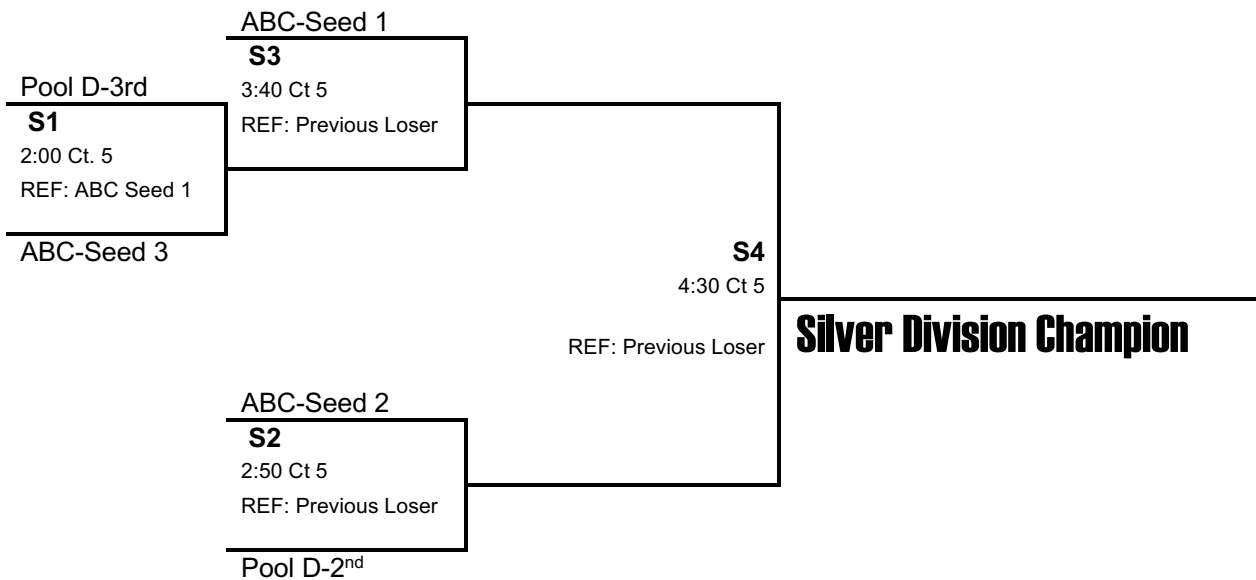 ABC-Seed 1
S3
3:40 Ct 5
REF: Previous Loser
Pool D-3rd
S1
2:00 Ct. 5
REF: ABC Seed 1
ABC-Seed 3
S4
4:30 Ct 5
REF: Previous Loser
Silver Division Champion
ABC-Seed 2
S2
2:50 Ct 5
REF: Previous Loser
Pool D-2nd